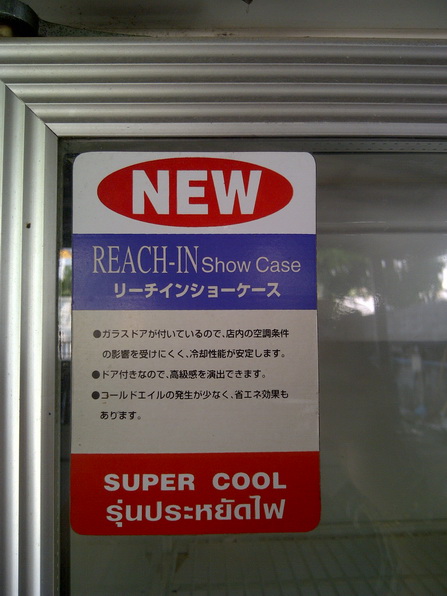 NEW
REACH-IN Show Case
リーチインショーケース
●ガラスドアが付いているので、店内の空調条件
の影響を受けにくく、冷却性能が安定します。
●ドア付きなので、高級感を演出できます。
●コールドエイルの発生が少なく、省エネ効果も
あります。
SUPER COOL
รุ่นประหยัดไฟ